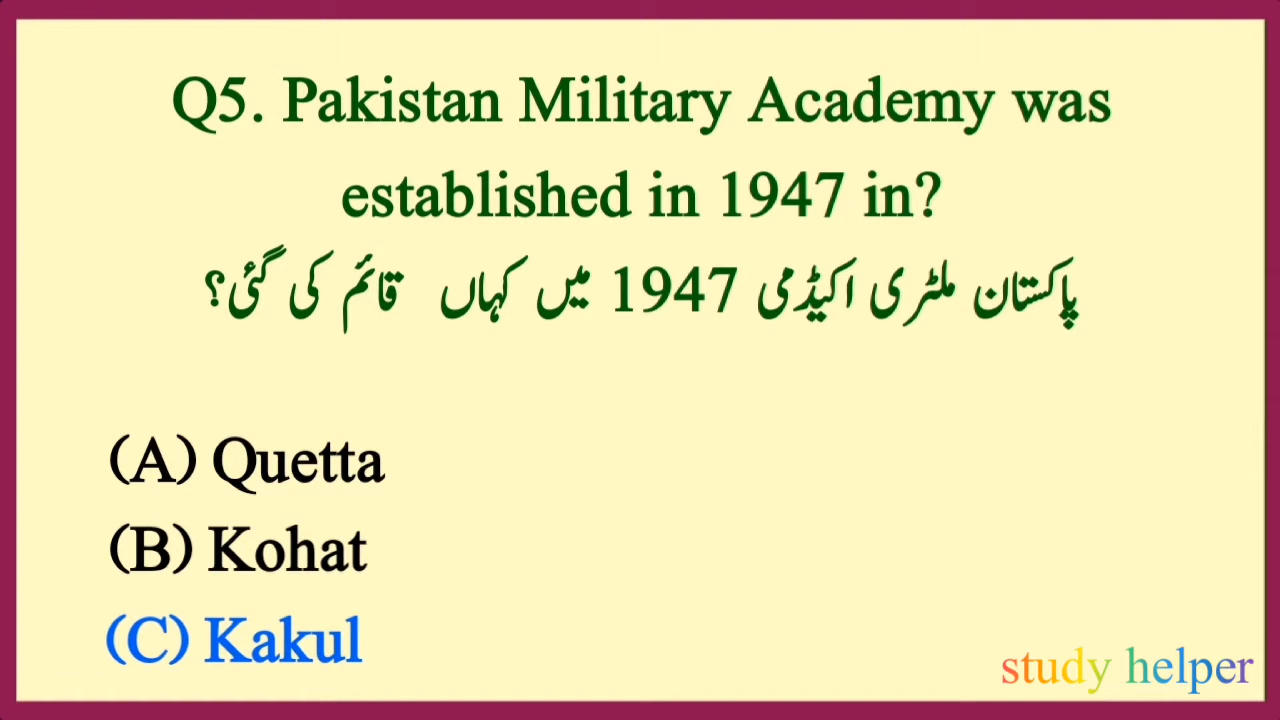 Q5. Pakistan Military Academy was
established in 1947 in?
پاکستان ملٹری اکیڈمی 1947 میں کہاں قائم کی گئی؟
(A) Quetta
(B) Kohat
(C) Kakul
study helper